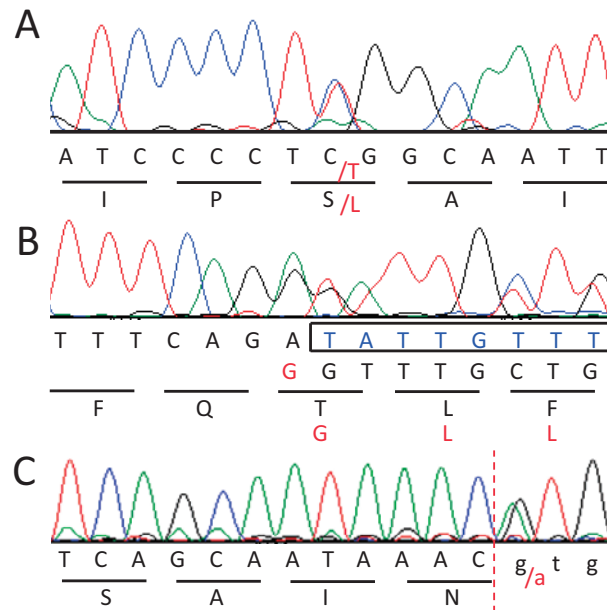 A
A T C C C C T C/T G G C A A T T
I P S/L A I
B
T T T C A G A T A T T G T T T
G G T T T G C T G
F Q T L F
G L L
C
T C A G C A A T A A A C g/a t g
S A I N